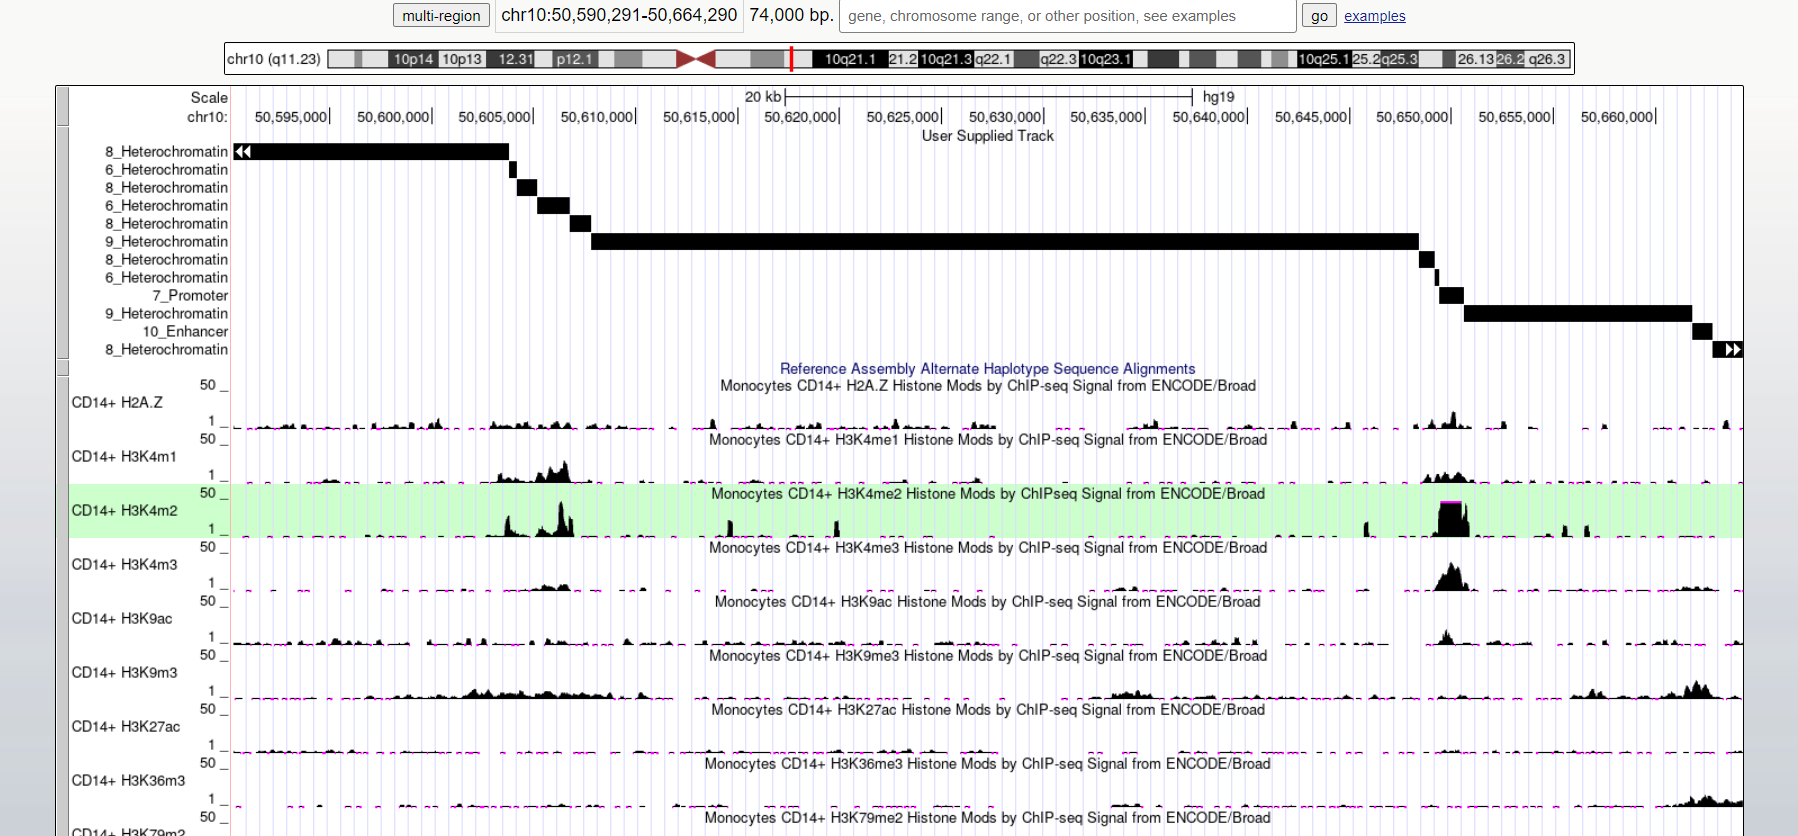 multi-region chr10:50,590,291-50,664,290 74,000 bp. gene, chromosome range, or other position, see examples go examples
chr10 (q11.23) 10p14 10p13 12.31 p12.1 10q21.1 21.2 10q21.3 q22.1 q22.3 10q23.1 10q25.1 25.2 q25.3 26.13 26.2 q26.3
Scale 20 kb hg19
chr10: 50,595,000 50,600,000 50,605,000 50,610,000 50,615,000 50,620,000 50,625,000 50,630,000 50,635,000 50,640,000 50,645,000 50,650,000 50,655,000 50,660,000
User Supplied Track
8_Heterochromatin
6_Heterochromatin
8_Heterochromatin
6_Heterochromatin
8_Heterochromatin
9_Heterochromatin
8_Heterochromatin
6_Heterochromatin
7_Promoter
9_Heterochromatin
10_Enhancer
8_Heterochromatin
Reference Assembly Alternate Haplotype Sequence Alignments
50 _ Monocytes CD14+ H2A.Z Histone Mods by ChIP-seq Signal from ENCODE/Broad
CD14+ H2A.Z
1 _
50 _ Monocytes CD14+ H3K4me1 Histone Mods by ChIP-seq Signal from ENCODE/Broad
CD14+ H3K4m1
1 _
50 _ Monocytes CD14+ H3K4me2 Histone Mods by ChIPseq Signal from ENCODE/Broad
CD14+ H3K4m2
1 _
50 _ Monocytes CD14+ H3K4me3 Histone Mods by ChIP-seq Signal from ENCODE/Broad
CD14+ H3K4m3
1 _
50 _ Monocytes CD14+ H3K9ac Histone Mods by ChIP-seq Signal from ENCODE/Broad
CD14+ H3K9ac
1 _
50 _ Monocytes CD14+ H3K9me3 Histone Mods by ChIP-seq Signal from ENCODE/Broad
CD14+ H3K9m3
1 _
50 _ Monocytes CD14+ H3K27ac Histone Mods by ChIP-seq Signal from ENCODE/Broad
CD14+ H3K27ac
1 _
50 _ Monocytes CD14+ H3K36me3 Histone Mods by ChIP-seq Signal from ENCODE/Broad
CD14+ H3K36m3
1 _
50 _ Monocytes CD14+ H3K79me2 Histone Mods by ChIP-seq Signal from ENCODE/Broad
CD14+ H3K79m2